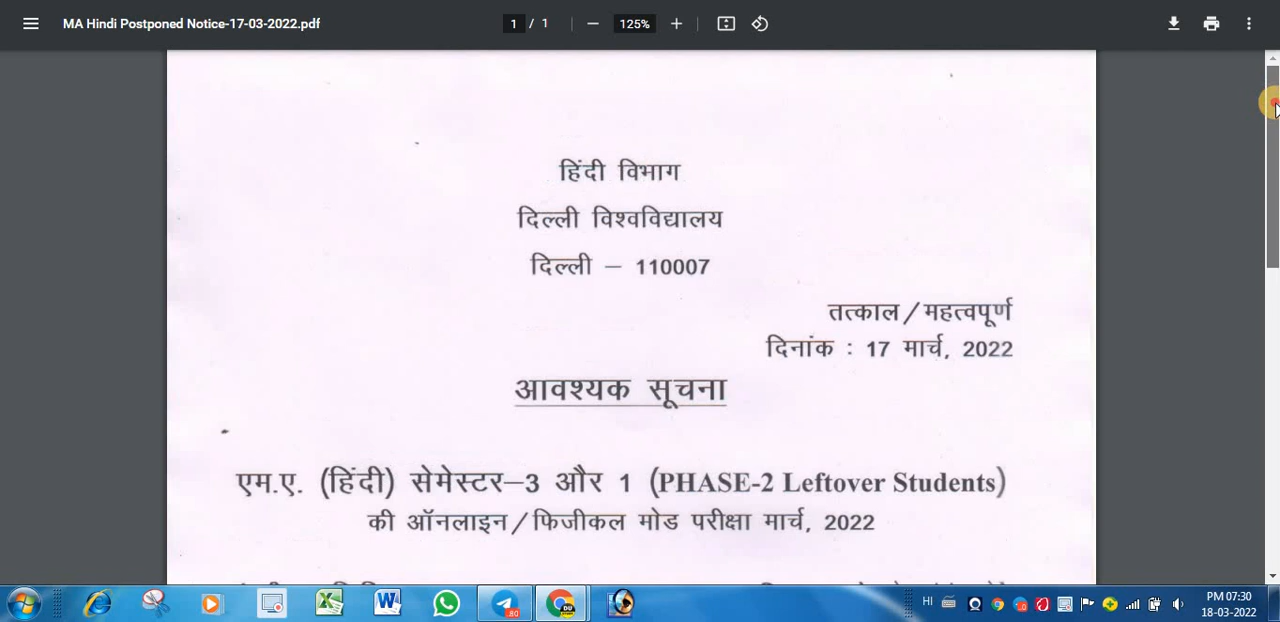 MA Hindi Postponed Notice-17-03-2022.pdf
1 / 1
125%
हिंदी विभाग
दिल्ली विश्वविद्यालय
दिल्ली – 110007
तत्काल/महत्वपूर्ण
दिनांक : 17 मार्च, 2022
आवश्यक सूचना
एम.ए. (हिंदी) सेमेस्टर–3 और 1 (PHASE-2 Leftover Students)
की ऑनलाइन/फिजीकल मोड परीक्षा मार्च, 2022
80
DU
HI
PM 07:30
18-03-2022